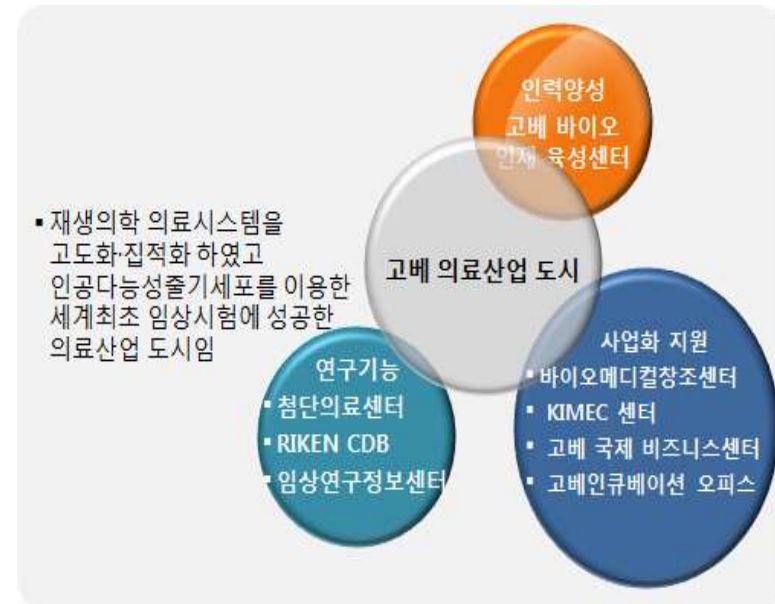 인력양성
고베 바이오
인재 육성센터
▪ 재생의학 의료시스템을
고도화·집적화 하였고
인공다능성줄기세포를 이용한
세계최초 임상시험에 성공한
의료산업 도시임
고베 의료산업 도시
연구기능
▪ 첨단의료센터
▪ RIKEN CDB
▪ 임상연구정보센터
사업화 지원
▪ 바이오메디컬창조센터
▪ KIMEC 센터
▪ 고베 국제 비즈니스센터
▪ 고베인큐베이션 오피스